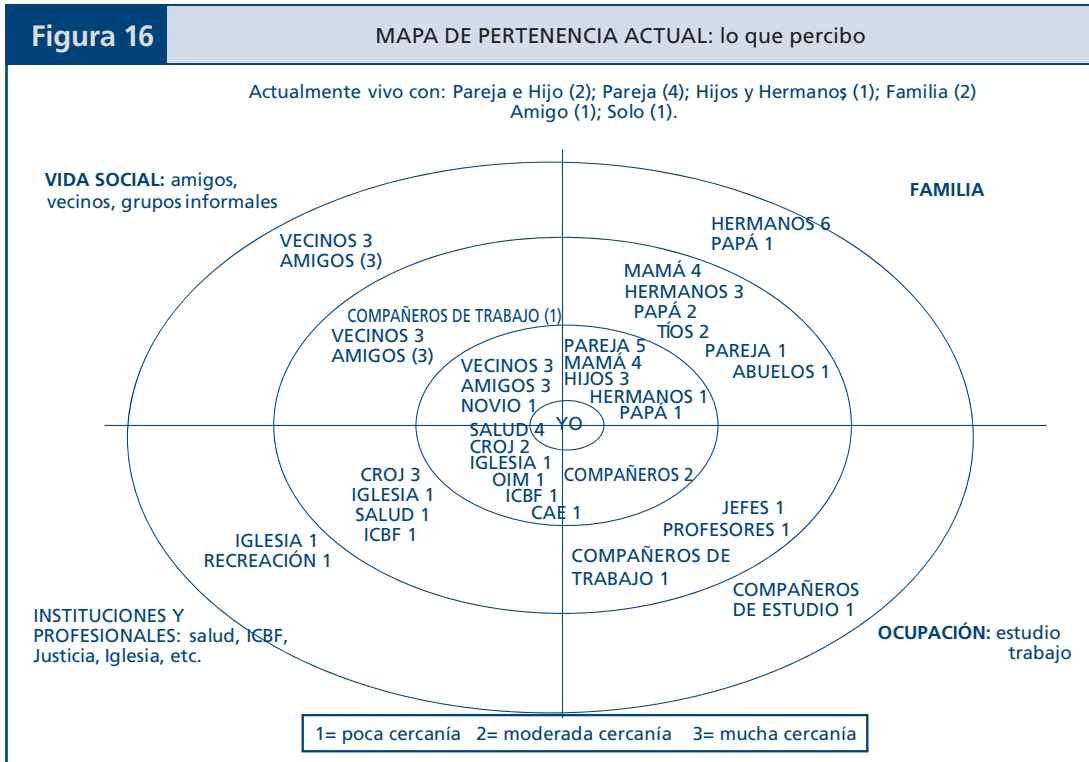 Figura 16
MAPA DE PERTENENCIA ACTUAL: lo que percibo
Actualmente vivo con: Pareja e Hijo (2); Pareja (4); Hijos y Hermanos; (1); Familia (2)
Amigo (1); Solo (1).
VIDA SOCIAL: amigos,
vecinos, grupos informales
FAMILIA
VECINOS 3
AMIGOS (3)
COMPAÑEROS DE TRABAJO (1)
VECINOS 3
AMIGOS (3)
VECINOS 3
AMIGOS 3
NOVIO 1
HERMANOS 6
PAPÁ 1
MAMÁ 4
HERMANOS 3
PAPÁ 2
TÍOS 2
PAREJA 1
ABUELOS 1
PAREJA 5
MAMÁ 4
HIJOS 3
HERMANOS 1
PAPÁ 1
YO
SALUD 4
CROJ 2
IGLESIA 1
OIM 1
ICBF 1
CAE 1
CROJ 3
IGLESIA 1
SALUD 1
ICBF 1
IGLESIA 1
RECREACIÓN 1
INSTITUCIONES Y
PROFESIONALES: salud, ICBF,
Justicia, Iglesia, etc.
COMPAÑEROS 2
JEFES 1
PROFESORES 1
COMPAÑEROS DE
TRABAJO 1
COMPAÑEROS
DE ESTUDIO 1
OCUPACIÓN: estudio
trabajo
1= poca cercanía 2= moderada cercanía 3= mucha cercanía